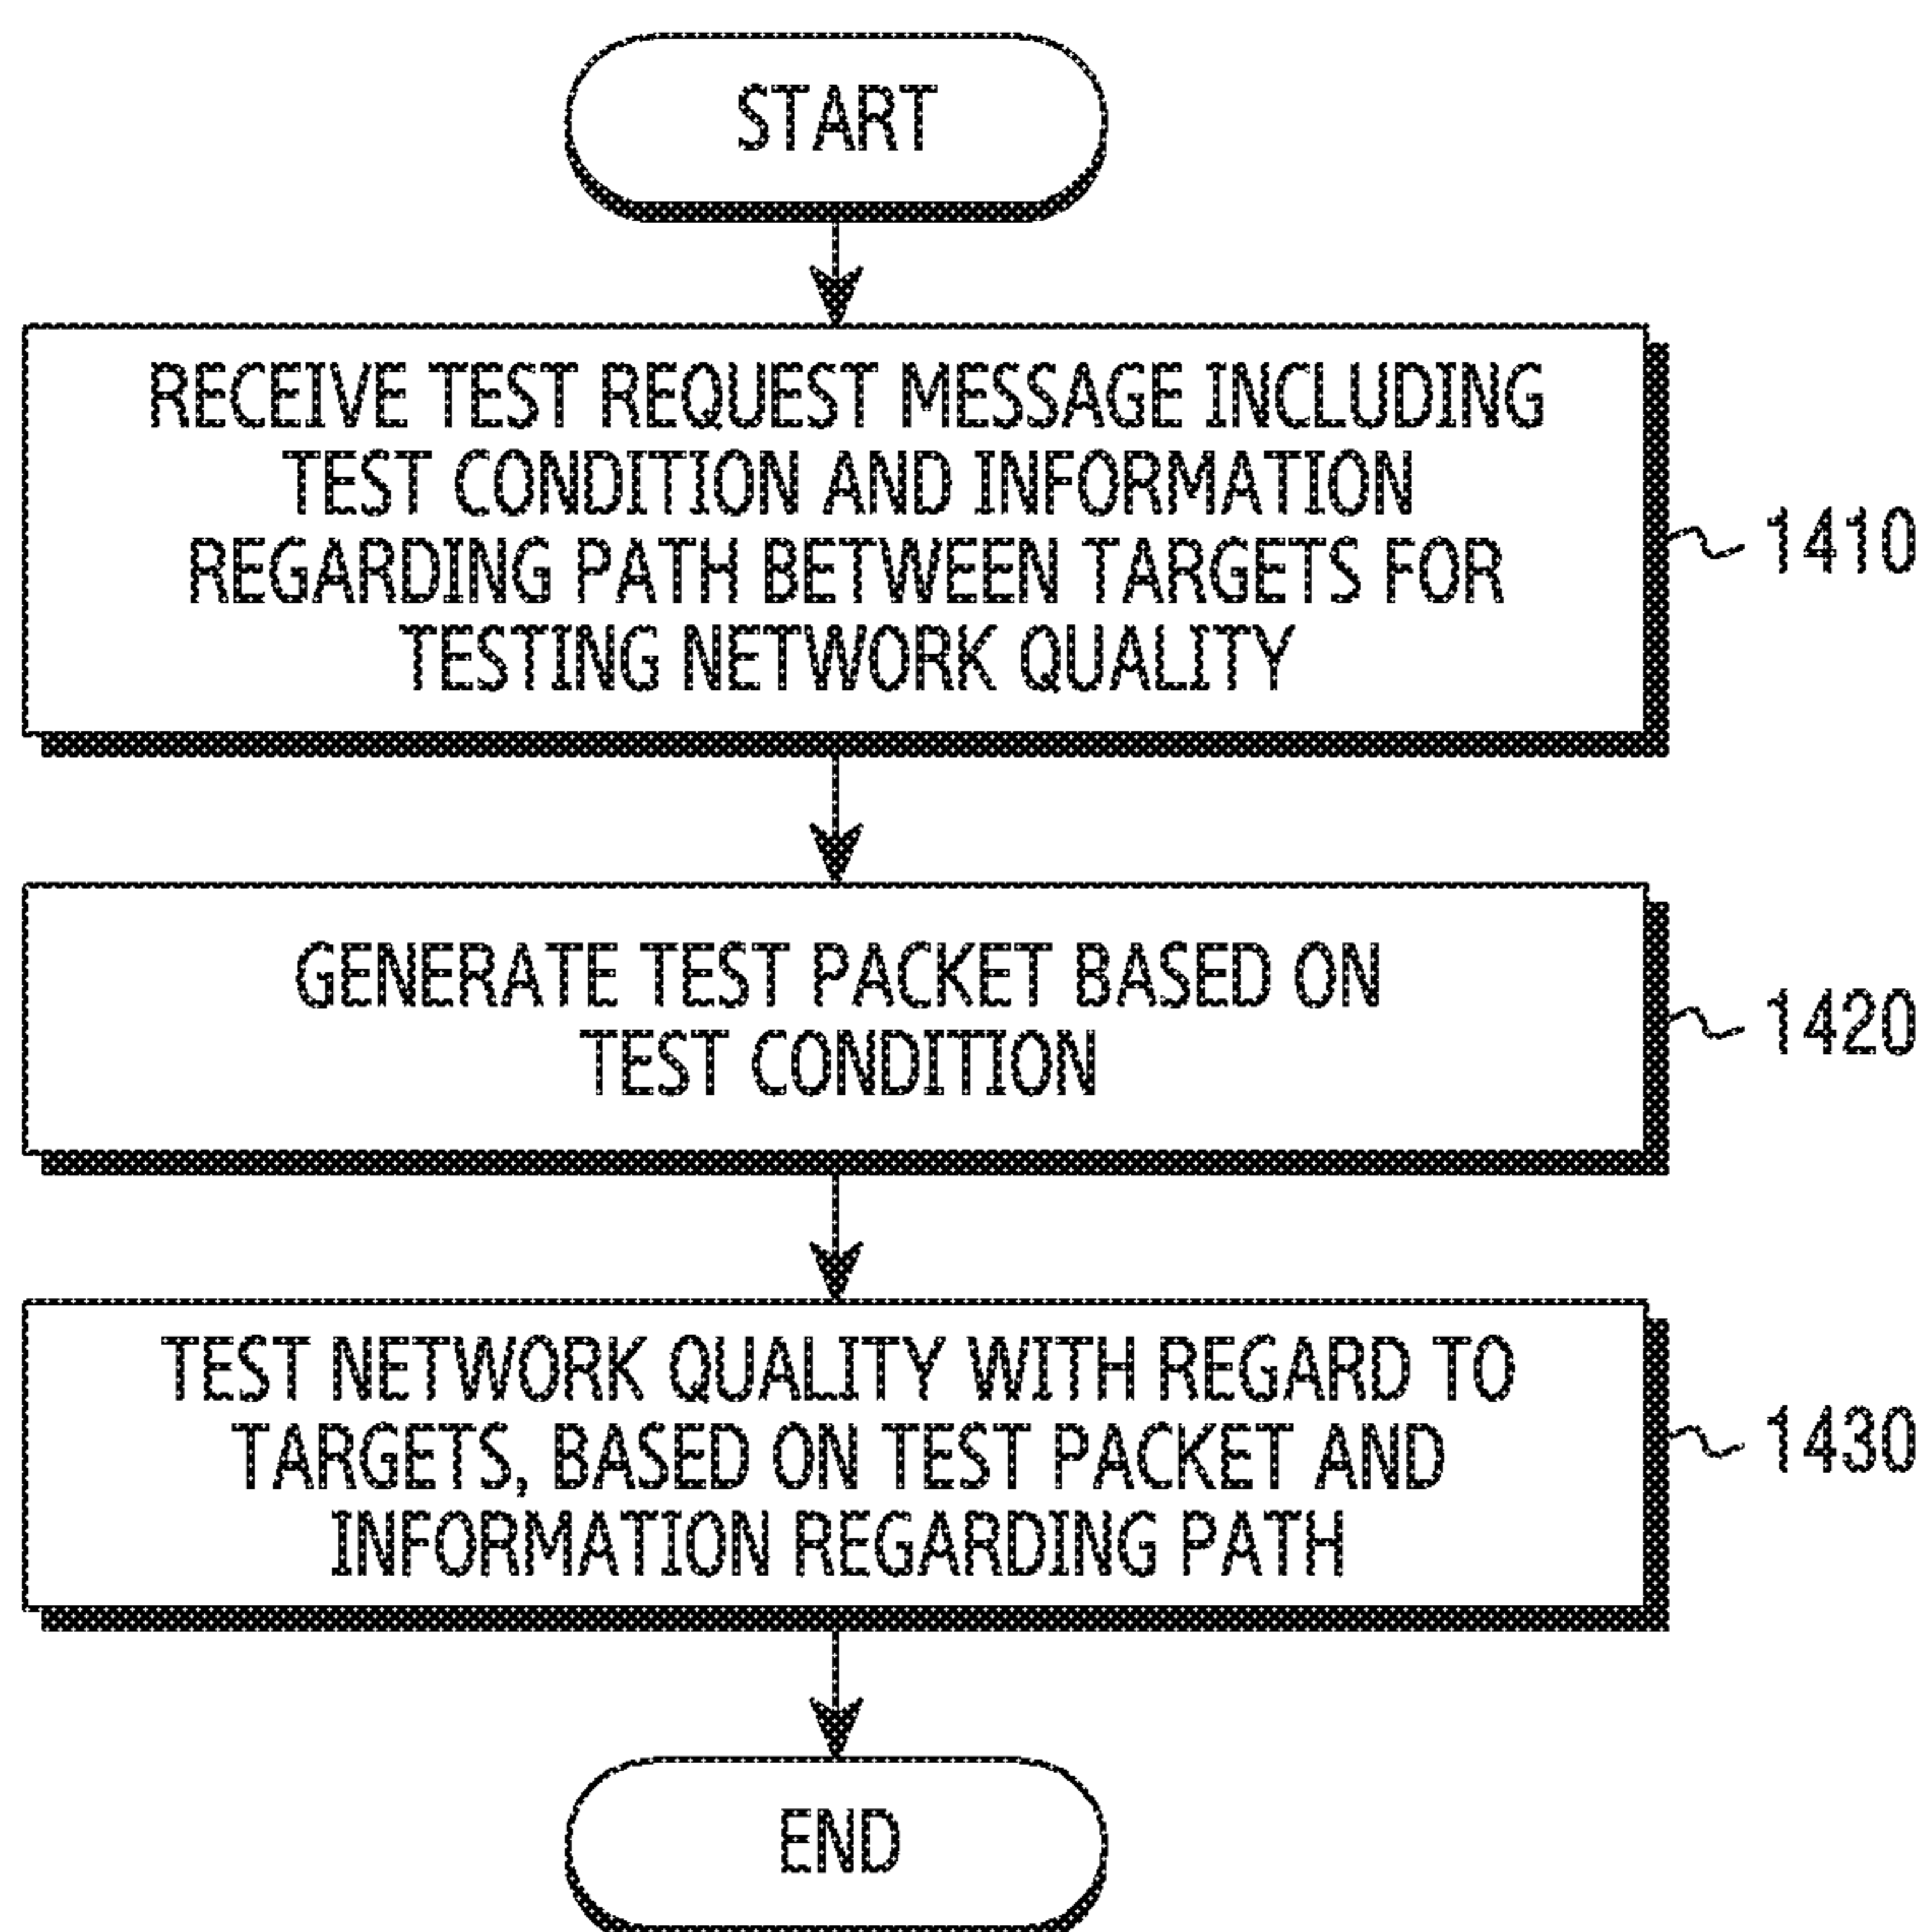 START
RECEIVE TEST REQUEST MESSAGE INCLUDING
TEST CONDITION AND INFORMATION
REGARDING PATH BETWEEN TARGETS FOR
TESTING NETWORK QUALITY
1410
GENERATE TEST PACKET BASED ON
TEST CONDITION
1420
TEST NETWORK QUALITY WITH REGARD TO
TARGETS, BASED ON TEST PACKET AND
INFORMATION REGARDING PATH
1430
END